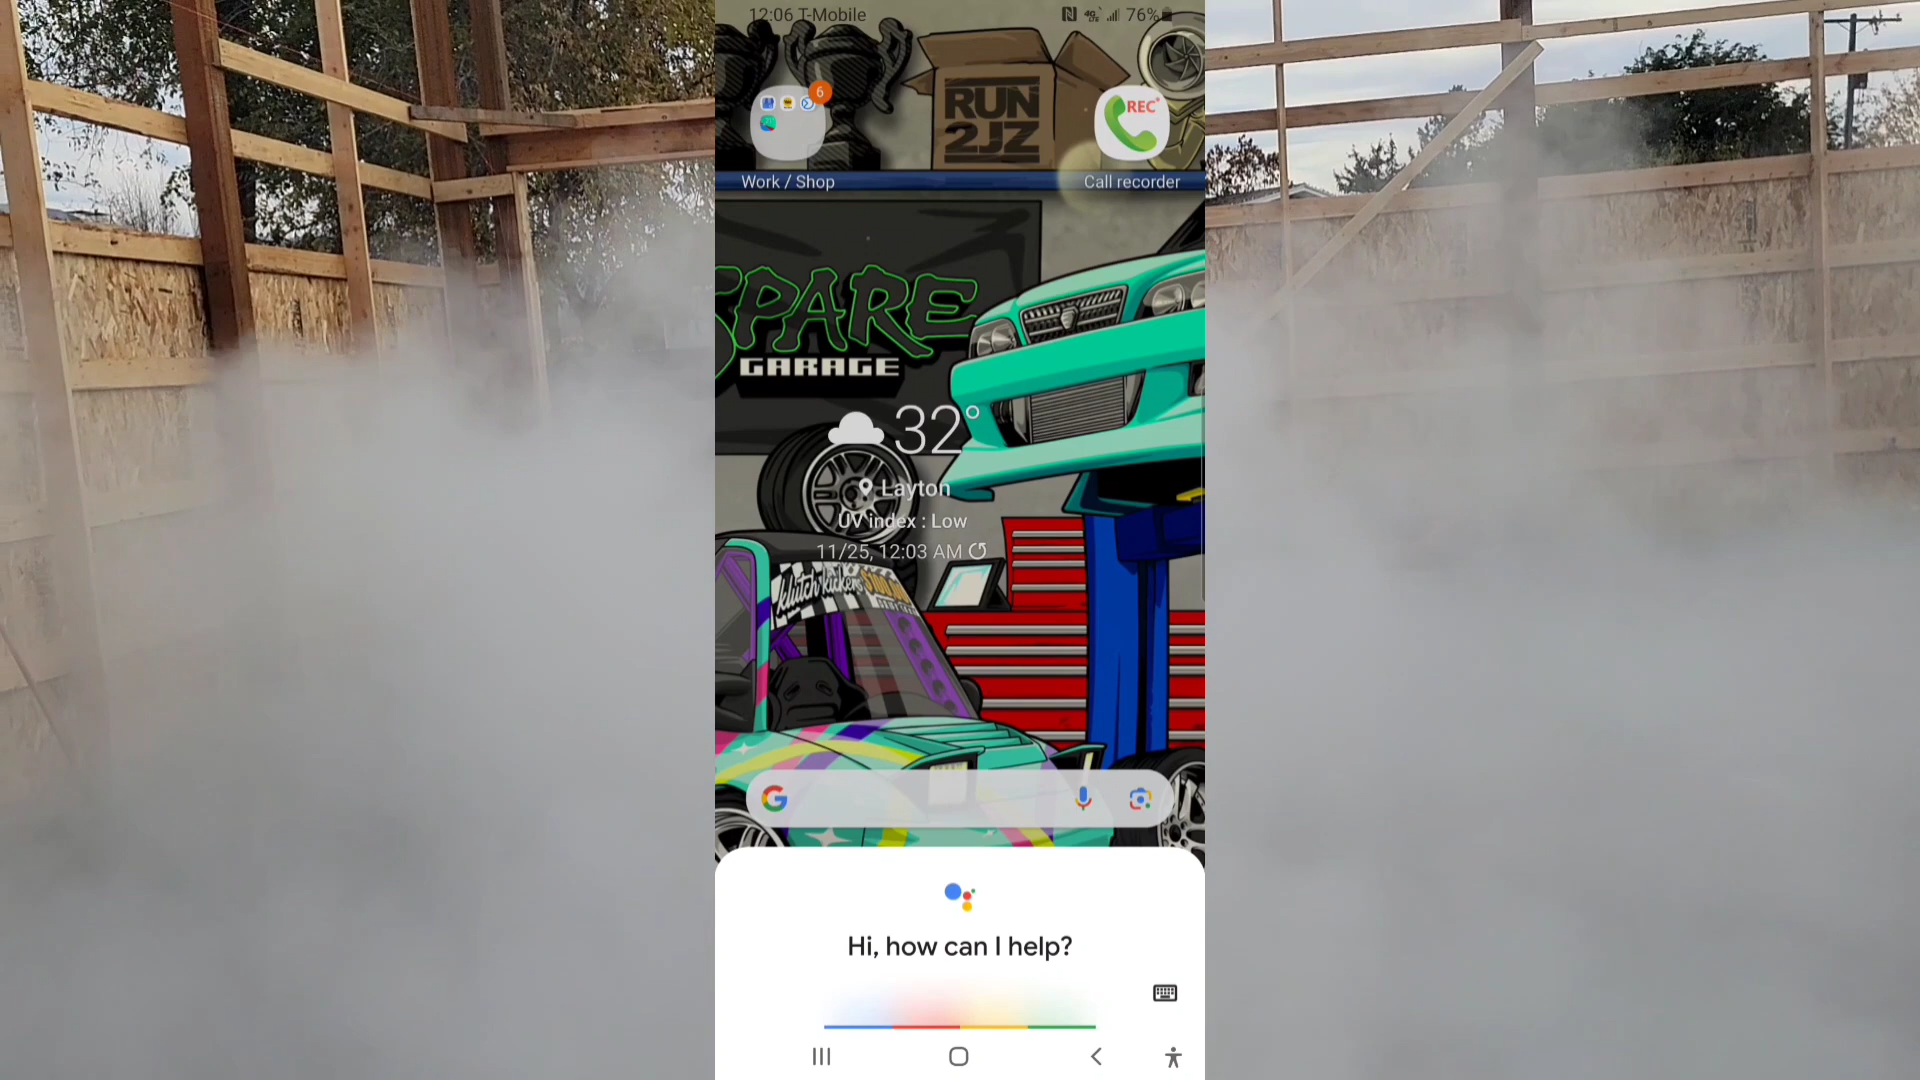 12:06 T-Mobile
76%
6
REC
RUN
2JZ
Work / Shop
Call recorder
SPARE
GARAGE
32°
Layton
UV index : Low
11/25, 12:03 AM
klutch kickers
Hi, how can I help?